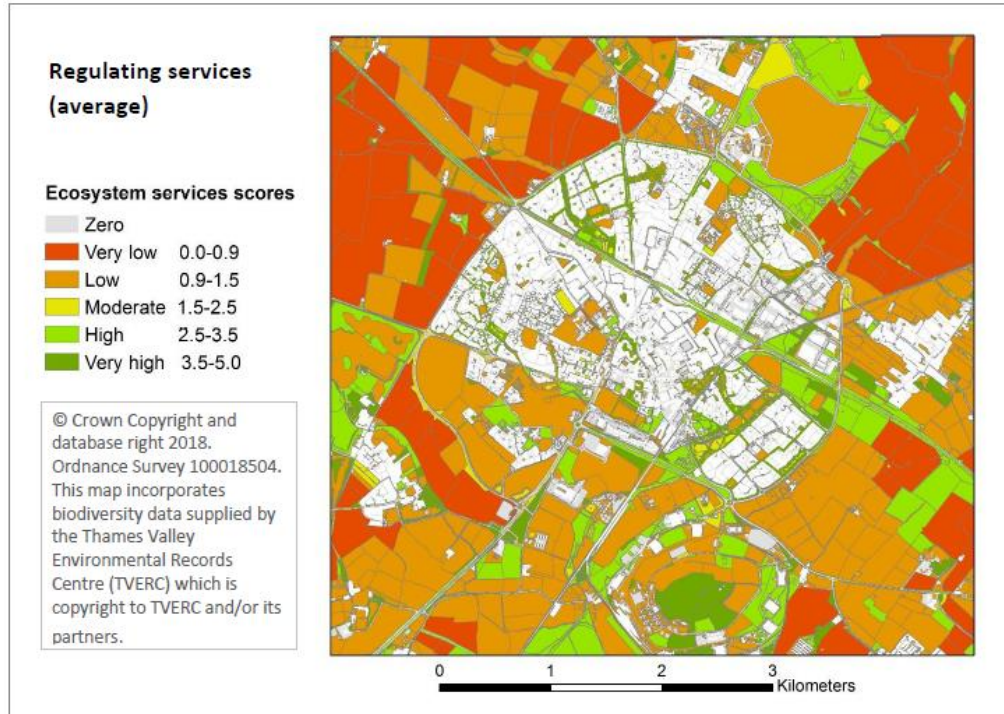 Regulating services
(average)
Ecosystem services scores
Zero
Very low 0.0-0.9
Low 0.9-1.5
Moderate 1.5-2.5
High 2.5-3.5
Very high 3.5-5.0
© Crown Copyright and
database right 2018.
Ordnance Survey 100018504.
This map incorporates
biodiversity data supplied by
the Thames Valley
Environmental Records
Centre (TVERC) which is
copyright to TVERC and/or its
partners.
0 1 2 3
Kilometers